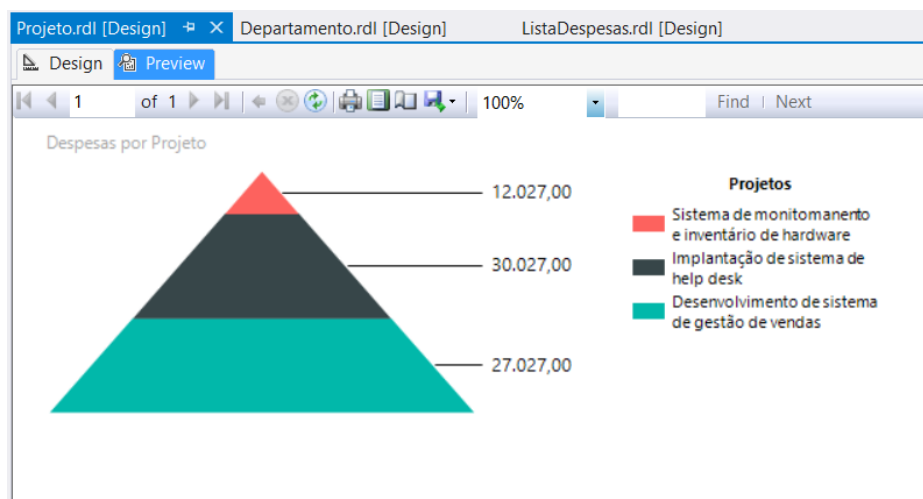 Projeto.rdl [Design] Departamento.rdl [Design] ListaDespesas.rdl [Design]
Design Preview
1 of 1 100% Find Next
Despesas por Projeto
12.027,00
30.027,00
27.027,00
Projetos
Sistema de monitomanento
e inventário de hardware
Implantação de sistema de
help desk
Desenvolvimento de sistema
de gestão de vendas